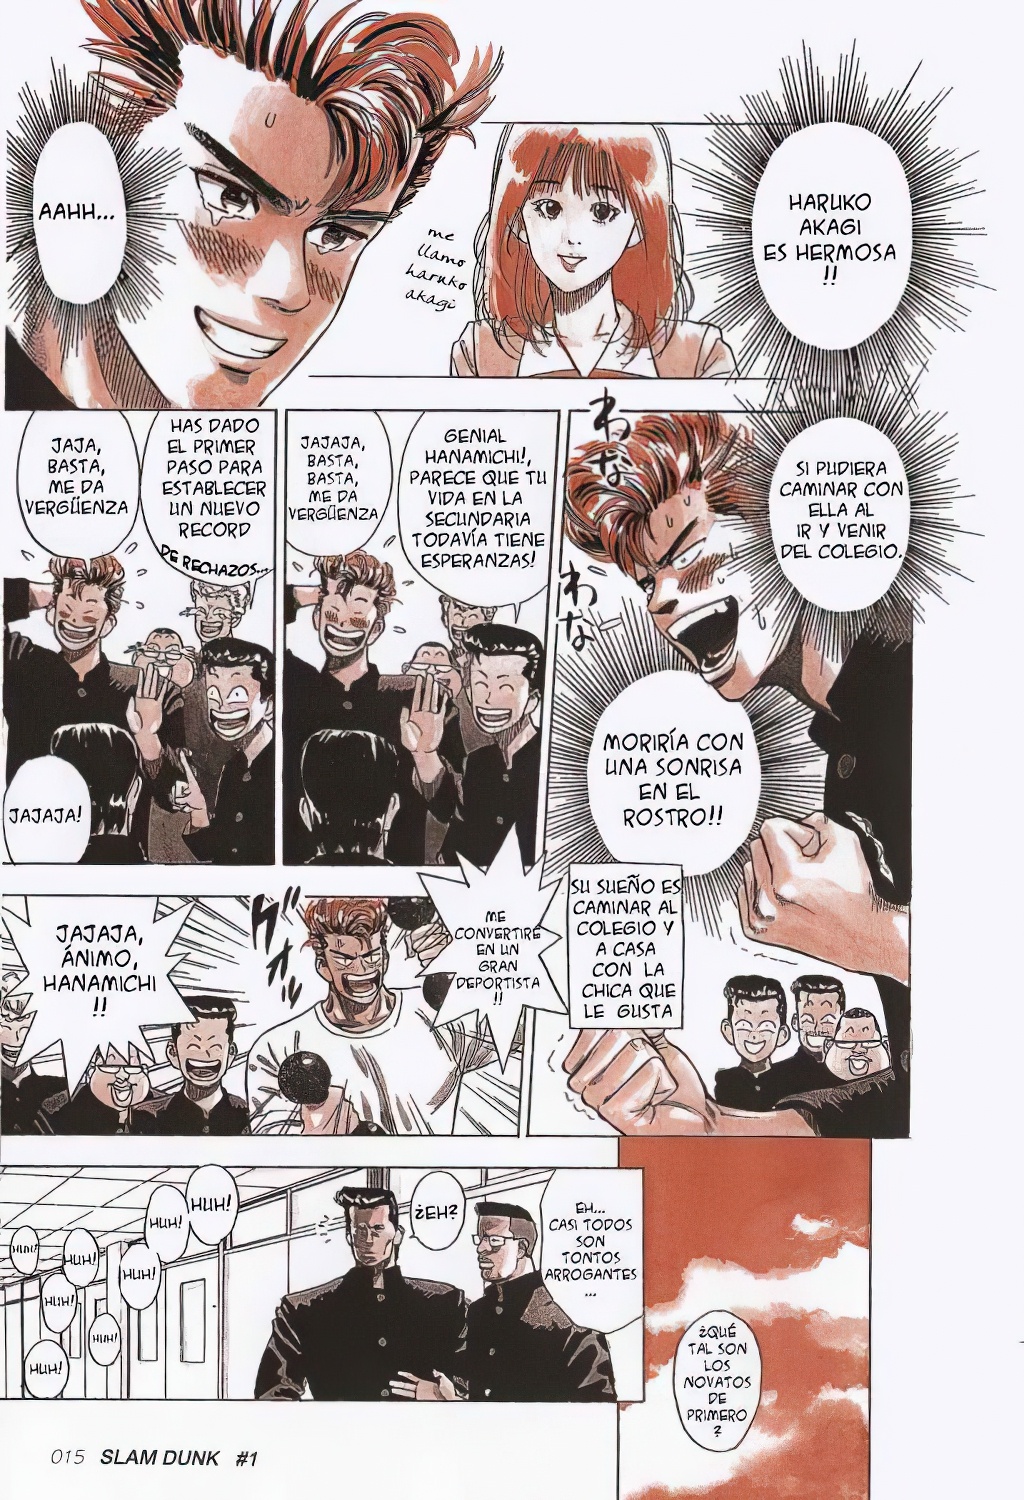 HARUKO
AKAGI
ES HERMOSA
!!
me
llamo
haruko
akagi
AAHH...
SI PUDIERA
CAMINAR CON
ELLA AL
IR Y VENIR
DEL COLEGIO.
わな
わな
MORIRÍA CON
UNA SONRISA
EN EL
ROSTRO!!
SU SUEÑO ES
CAMINAR AL
COLEGIO Y
A CASA
CON LA
CHICA QUE
LE GUSTA
GENIAL
HANAMICHI!,
PARECE QUE TU
VIDA EN LA
SECUNDARIA
TODAVÍA TIENE
ESPERANZAS!
JAJAJA,
BASTA,
BASTA,
ME DA
VERGÜENZA
HAS DADO
EL PRIMER
PASO PARA
ESTABLECER
UN NUEVO
RECORD
DE RECHAZOS...
JAJA,
BASTA,
ME DA
VERGÜENZA
JAJAJA!
ME
CONVERTIRÉ
EN UN
GRAN
DEPORTISTA
!!
JAJAJA,
ÁNIMO,
HANAMICHI
!!
¿QUÉ
TAL SON
LOS
NOVATOS
DE
PRIMERO
?
EH...
CASI TODOS
SON
TONTOS
ARROGANTES
...
¿EH?
HUH!
HUH!
HUH!
HUH!
HUH!
HUH!
HUH!
HUH!
015 SLAM DUNK #1